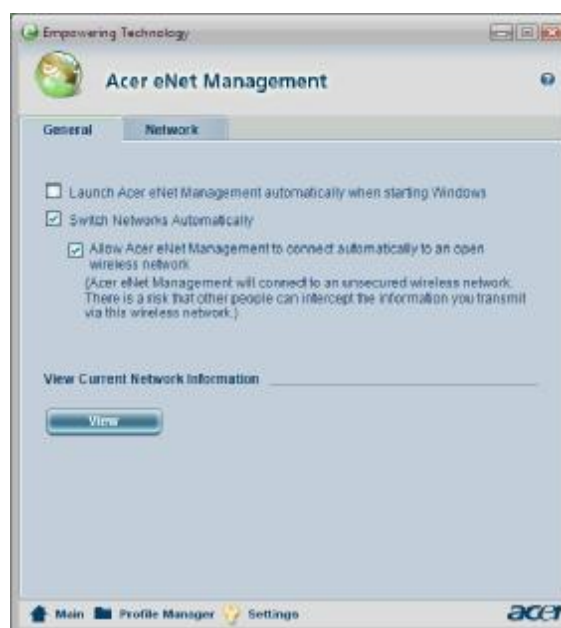 Empowering Technology
Acer eNet Management
General Network
Launch Acer eNet Management automatically when starting Windows
Switch Networks Automatically
Allow Acer eNet Management to connect automatically to an open
wireless network
(Acer eNet Management will connect to an unsecured wireless network.
There is a risk that other people can intercept the information you transmit
via this wireless network.)
View Current Network Information
View
Main Profile Manager Settings acer